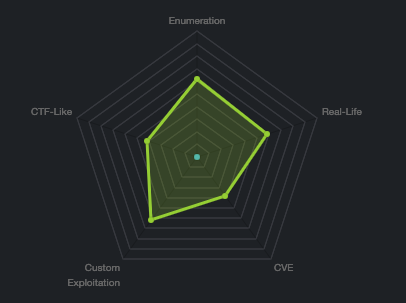 Enumeration
CTF-Like
Real-Life
Custom
Exploitation
CVE